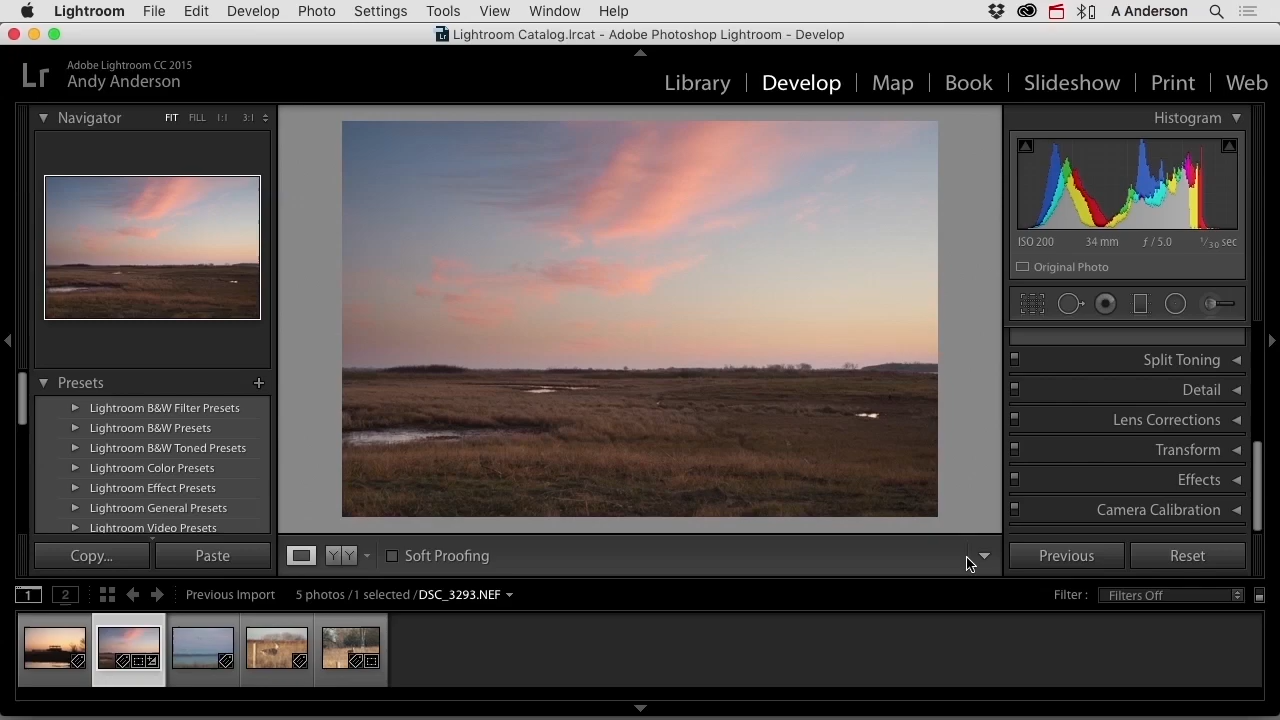 Lightroom File Edit Develop Photo Settings Tools View Window Help A Anderson
Lightroom Catalog.lrcat - Adobe Photoshop Lightroom - Develop
Lr Adobe Lightroom CC 2015
Andy Anderson
Library | Develop | Map | Book | Slideshow | Print | Web
Navigator FIT FILL 1:1 3:1
Histogram
ISO 200 34 mm ƒ / 5.0 1/30 sec
Original Photo
Presets +
Lightroom B&W Filter Presets
Lightroom B&W Presets
Lightroom B&W Toned Presets
Lightroom Color Presets
Lightroom Effect Presets
Lightroom General Presets
Lightroom Video Presets
Split Toning
Detail
Lens Corrections
Transform
Effects
Camera Calibration
Copy... Paste
Y Y Soft Proofing
Previous Reset
1 2 Previous Import 5 photos / 1 selected / DSC_3293.NEF Filter : Filters Off